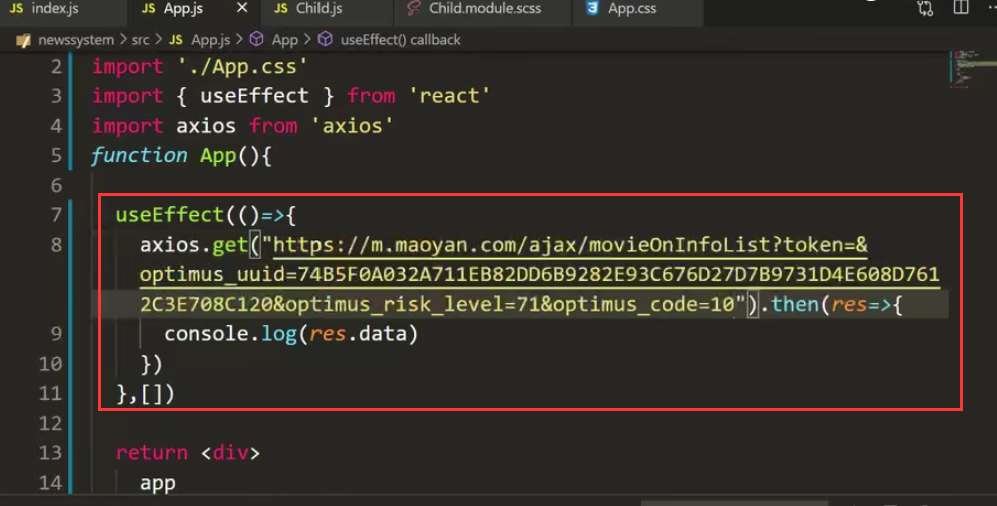 JS index.js JS App.js × JS Child.js Child.module.scss App.css
newssystem > src > JS App.js > App > useEffect() callback
2 import './App.css'
3 import { useEffect } from 'react'
4 import axios from 'axios'
5 function App(){
6
7 useEffect(()=>{
8 axios.get("https://m.maoyan.com/ajax/movieOnInfoList?token=&
optimus_uuid=74B5F0A032A711EB82DD6B9282E93C676D27D7B9731D4E608D761
2C3E708C120&optimus_risk_level=71&optimus_code=10").then(res=>{
9 console.log(res.data)
10 })
11 },[])
12
13 return <div>
14 app